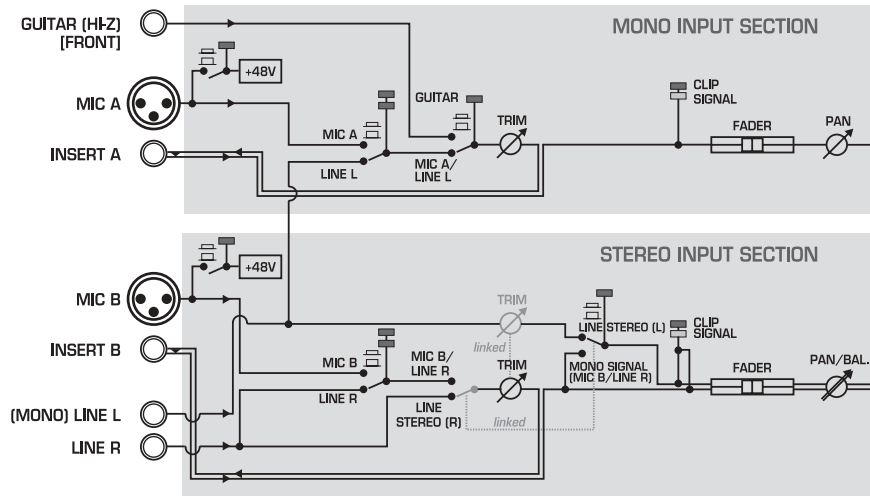 GUITAR (HI-Z)
[FRONT]
MONO INPUT SECTION
+48V
MIC A
GUITAR
CLIP
SIGNAL
MIC A
TRIM
FADER
PAN
INSERT A
LINE L
MIC A/
LINE L
STEREO INPUT SECTION
+48V
MIC B
TRIM
LINE STEREO (L)
CLIP
SIGNAL
INSERT B
linked
MIC B
MIC B/
LINE R
TRIM
MONO SIGNAL
(MIC B/LINE R)
FADER
PAN/BAL.
LINE R
(MONO) LINE L
LINE
STEREO (R)
linked
LINE R